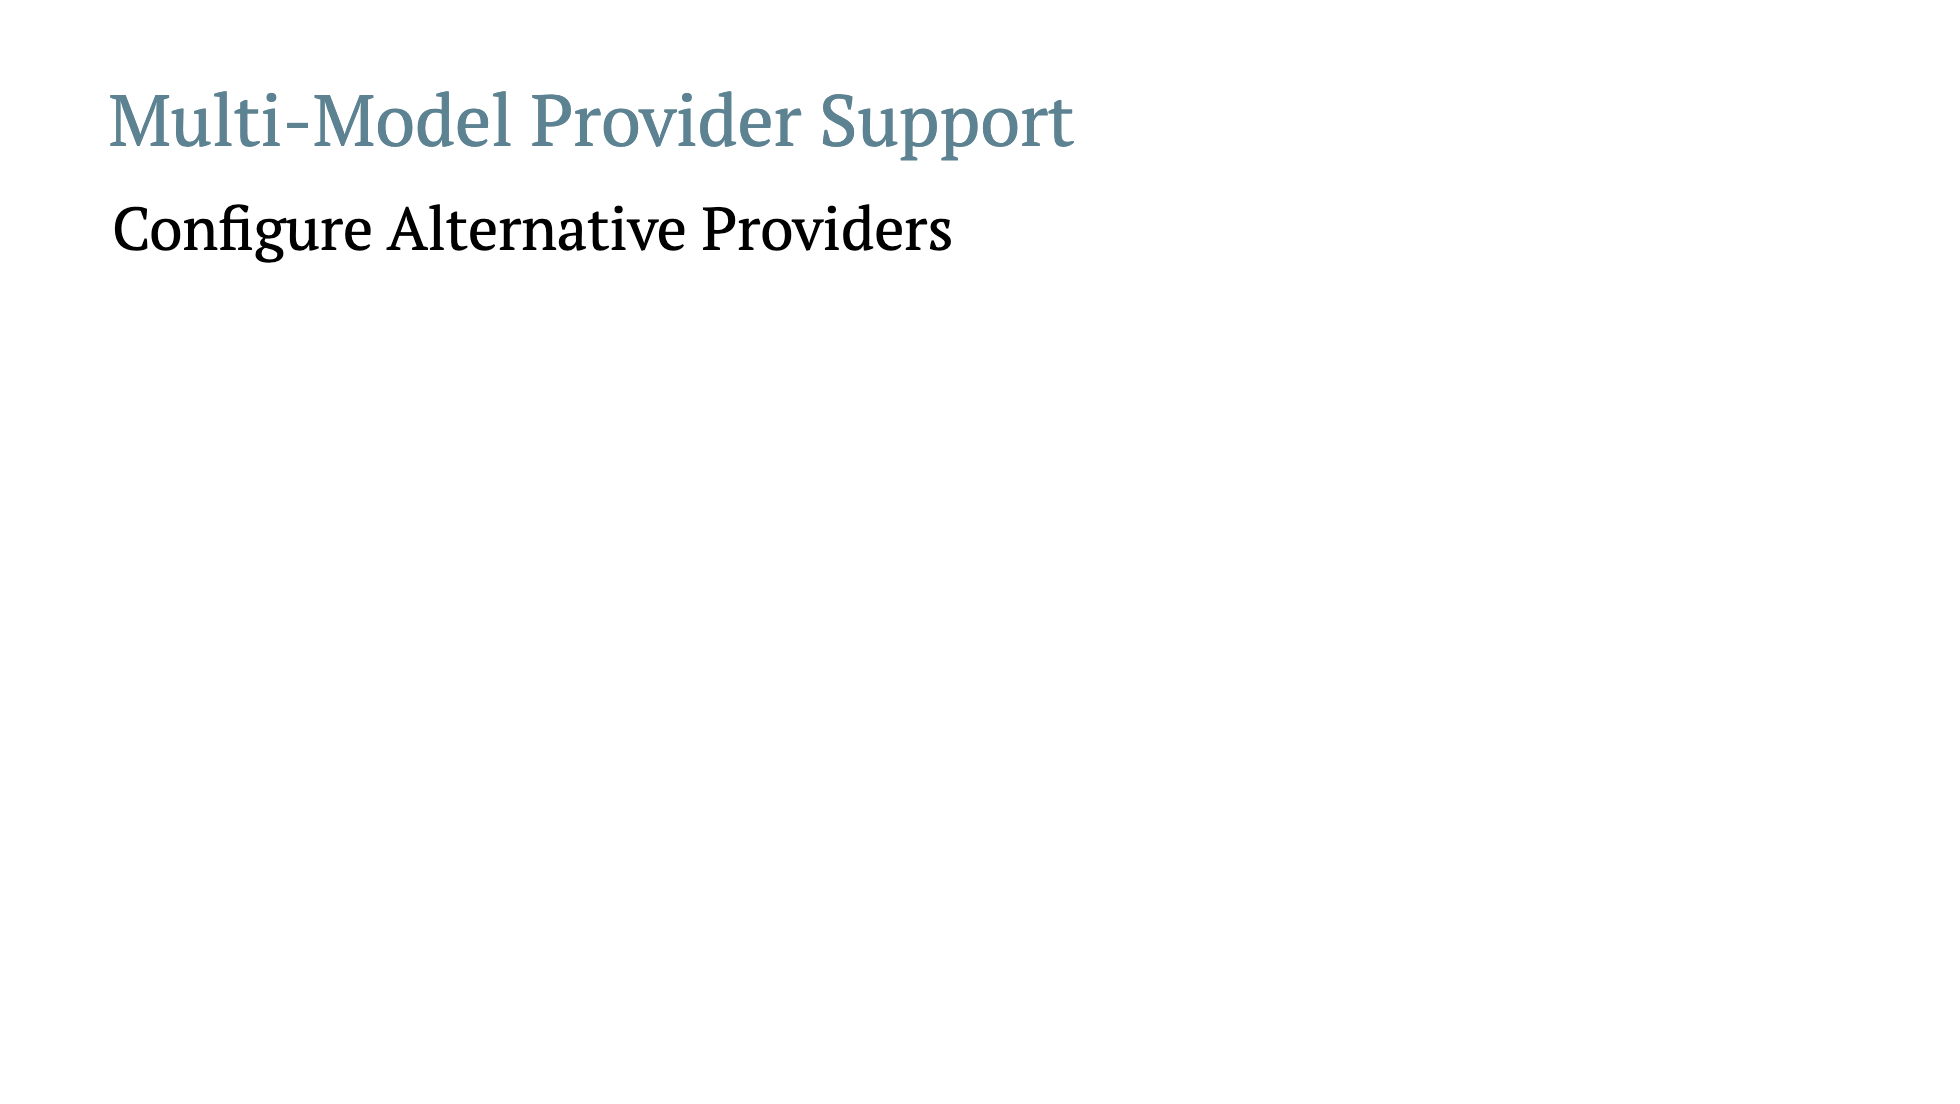 Multi-Model Provider Support
Configure Alternative Providers